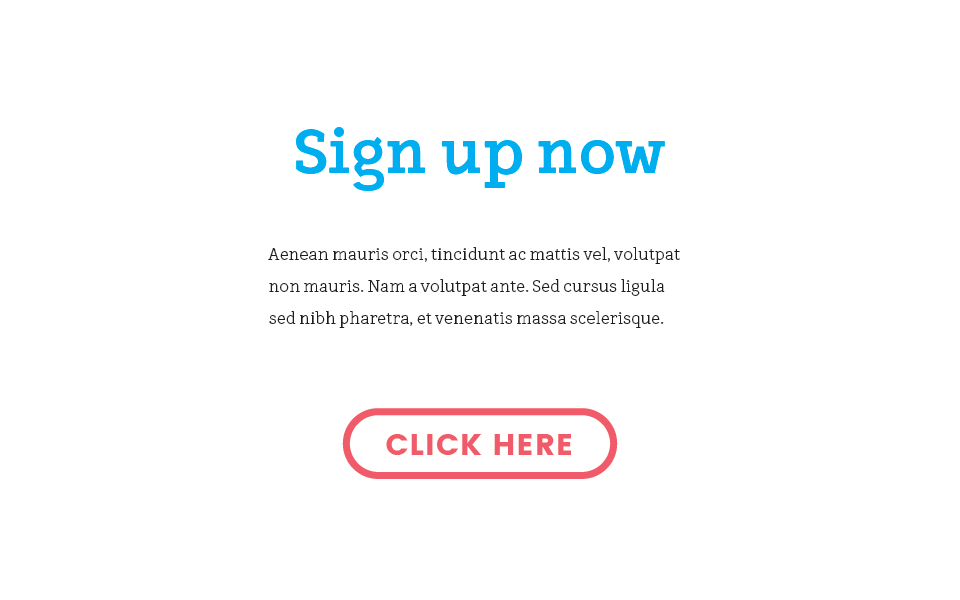 Sign up now
Aenean mauris orci, tincidunt ac mattis vel, volutpat
non mauris. Nam a volutpat ante. Sed cursus ligula
sed nibh pharetra, et venenatis massa scelerisque.
CLICK HERE